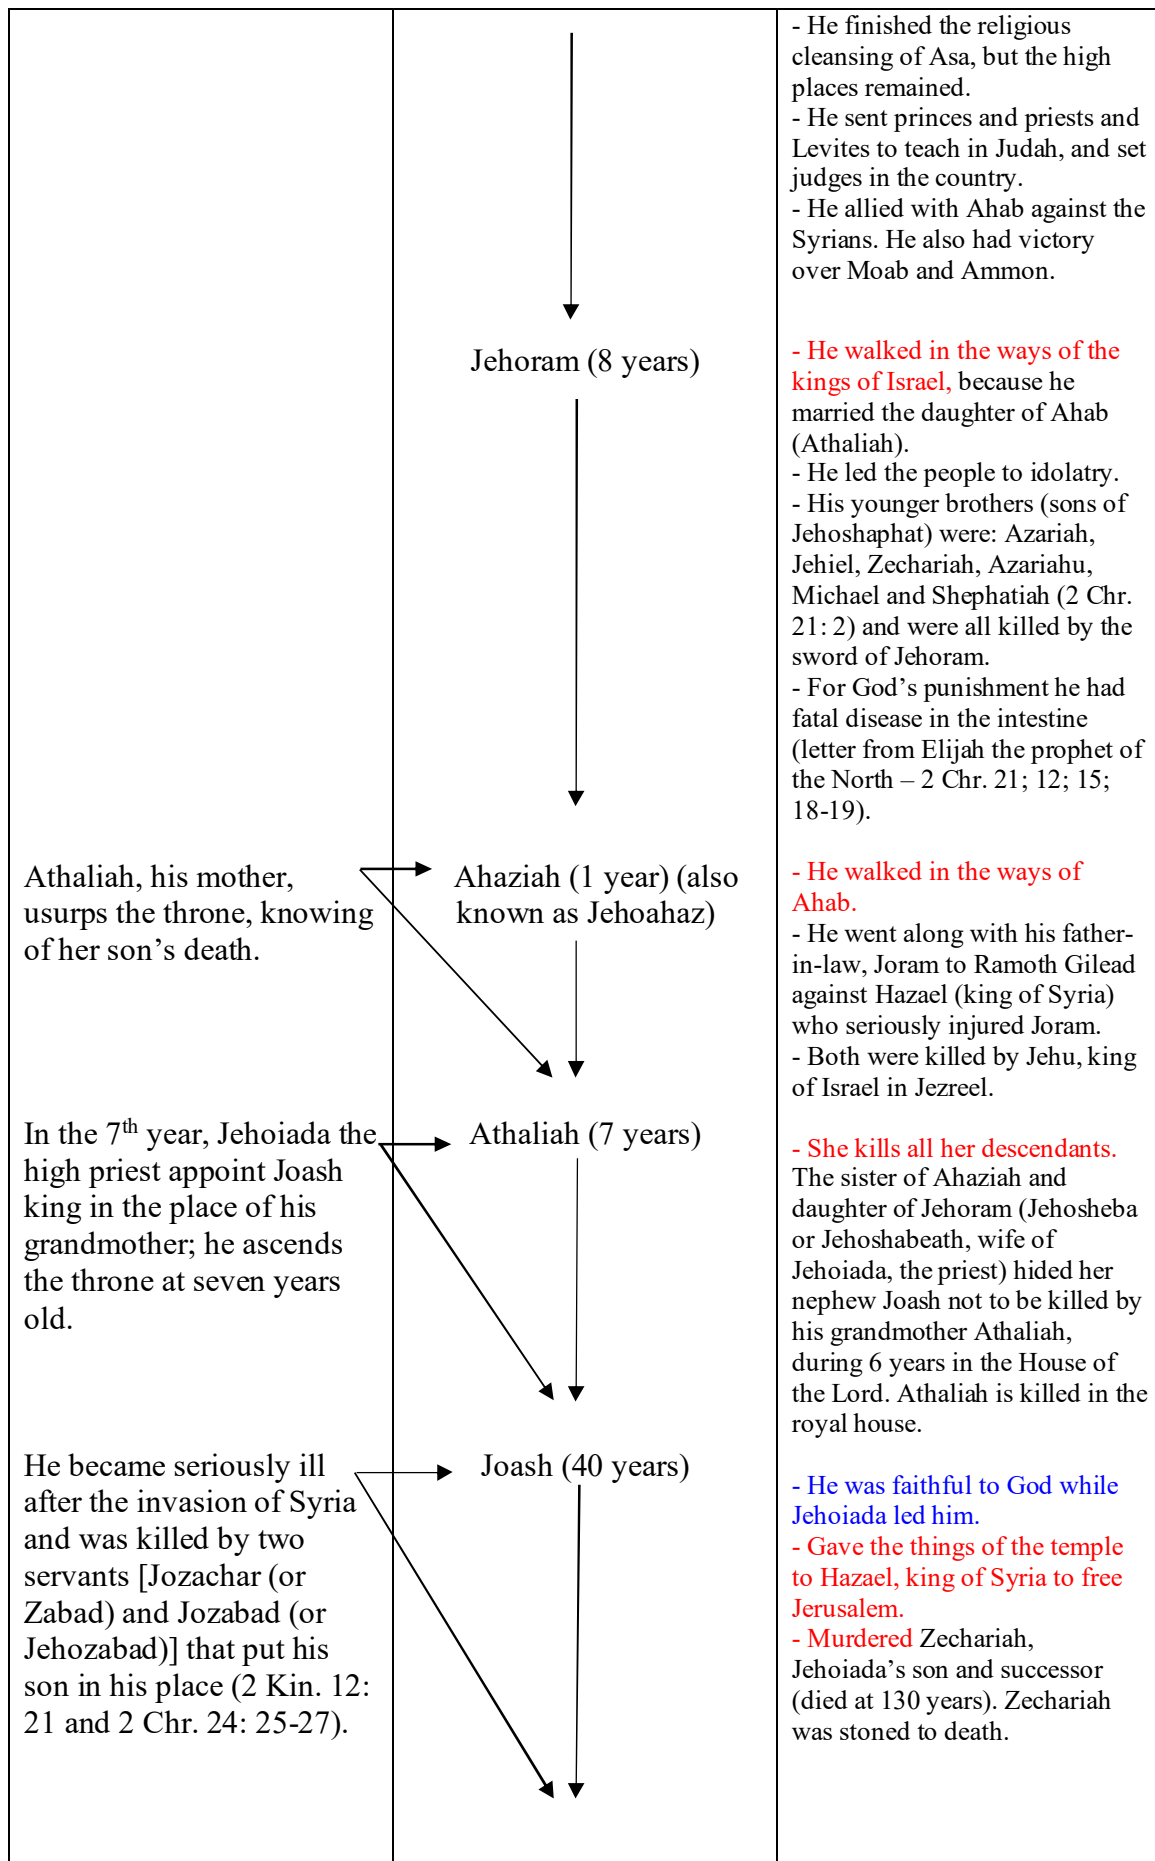 - He finished the religious
cleansing of Asa, but the high
places remained.
- He sent princes and priests and
Levites to teach in Judah, and set
judges in the country.
- He allied with Ahab against the
Syrians. He also had victory
over Moab and Ammon.
Jehoram (8 years)
- He walked in the ways of the
kings of Israel, because he
married the daughter of Ahab
(Athaliah).
- He led the people to idolatry.
- His younger brothers (sons of
Jehoshaphat) were: Azariah,
Jehiel, Zechariah, Azariahu,
Michael and Shephatiah (2 Chr.
21: 2) and were all killed by the
sword of Jehoram.
- For God’s punishment he had
fatal disease in the intestine
(letter from Elijah the prophet of
the North – 2 Chr. 21; 12; 15;
18-19).
Athaliah, his mother,
usurps the throne, knowing
of her son’s death.
Ahaziah (1 year) (also
known as Jehoahaz)
- He walked in the ways of
Ahab.
- He went along with his father-
in-law, Joram to Ramoth Gilead
against Hazael (king of Syria)
who seriously injured Joram.
- Both were killed by Jehu, king
of Israel in Jezreel.
In the 7th year, Jehoiada the
high priest appoint Joash
king in the place of his
grandmother; he ascends
the throne at seven years
old.
Athaliah (7 years)
- She kills all her descendants.
The sister of Ahaziah and
daughter of Jehoram (Jehosheba
or Jehoshabeath, wife of
Jehoiada, the priest) hided her
nephew Joash not to be killed by
his grandmother Athaliah,
during 6 years in the House of
the Lord. Athaliah is killed in the
royal house.
He became seriously ill
after the invasion of Syria
and was killed by two
servants [Jozachar (or
Zabad) and Jozabad (or
Jehozabad)] that put his
son in his place (2 Kin. 12:
21 and 2 Chr. 24: 25-27).
Joash (40 years)
- He was faithful to God while
Jehoiada led him.
- Gave the things of the temple
to Hazael, king of Syria to free
Jerusalem.
- Murdered Zechariah,
Jehoiada’s son and successor
(died at 130 years). Zechariah
was stoned to death.